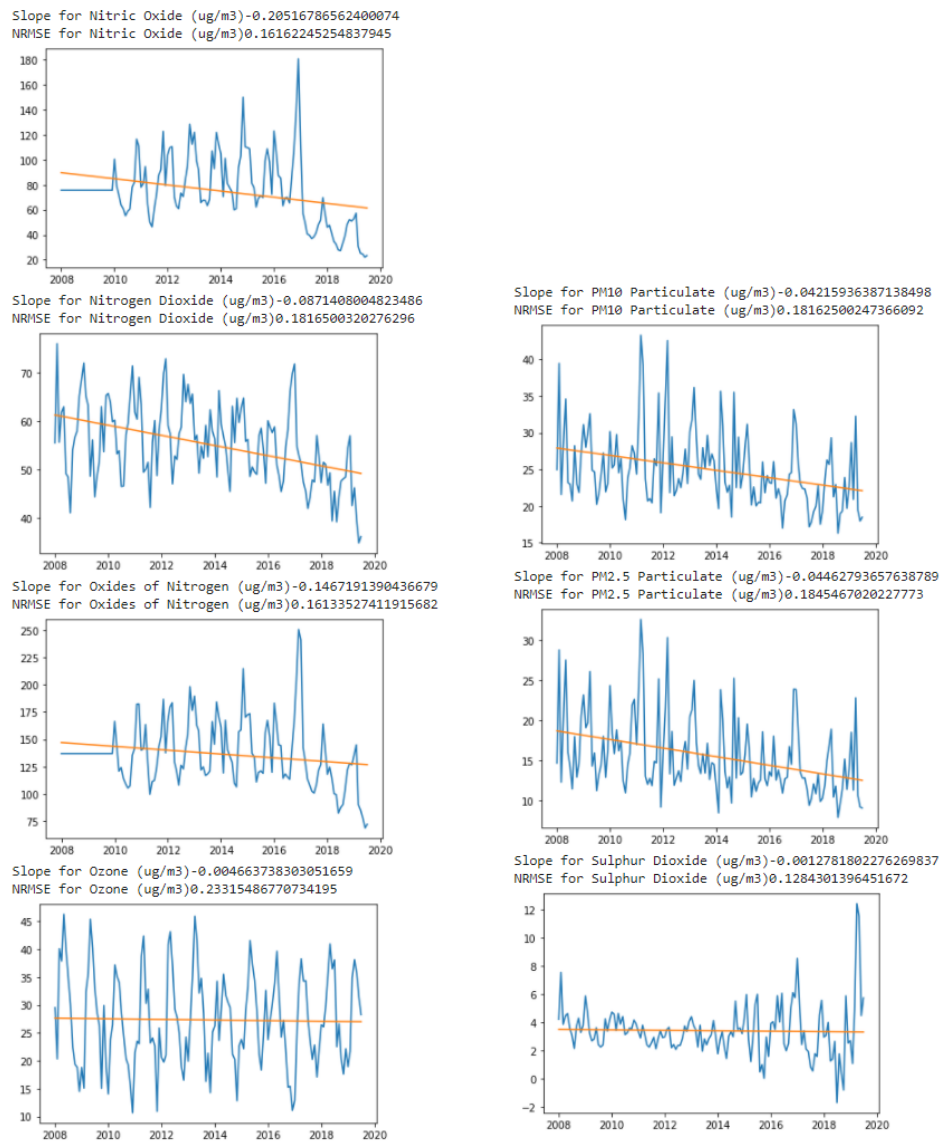 Slope for Nitric Oxide (ug/m3)-0.20516786562400074
NRMSE for Nitric Oxide (ug/m3)0.16162245254837945
180
160
140
120
100
80
60
40
20
2008 2010 2012 2014 2016 2018 2020
Slope for Nitrogen Dioxide (ug/m3)-0.0871408004823486
NRMSE for Nitrogen Dioxide (ug/m3)0.1816500320276296
70
60
50
40
2008 2010 2012 2014 2016 2018 2020
Slope for Oxides of Nitrogen (ug/m3)-0.1467191390436679
NRMSE for Oxides of Nitrogen (ug/m3)0.16133527411915682
250
225
200
175
150
125
100
75
2008 2010 2012 2014 2016 2018 2020
Slope for Ozone (ug/m3)-0.004663738303051659
NRMSE for Ozone (ug/m3)0.23315486770734195
45
40
35
30
25
20
15
10
2008 2010 2012 2014 2016 2018 2020
Slope for PM10 Particulate (ug/m3)-0.04215936387138498
NRMSE for PM10 Particulate (ug/m3)0.18162500247366092
40
35
30
25
20
15
2008 2010 2012 2014 2016 2018 2020
Slope for PM2.5 Particulate (ug/m3)-0.04462793657638789
NRMSE for PM2.5 Particulate (ug/m3)0.1845467020227773
30
25
20
15
10
2008 2010 2012 2014 2016 2018 2020
Slope for Sulphur Dioxide (ug/m3)-0.0012781802276269837
NRMSE for Sulphur Dioxide (ug/m3)0.1284301396451672
12
10
8
6
4
2
0
−2
2008 2010 2012 2014 2016 2018 2020